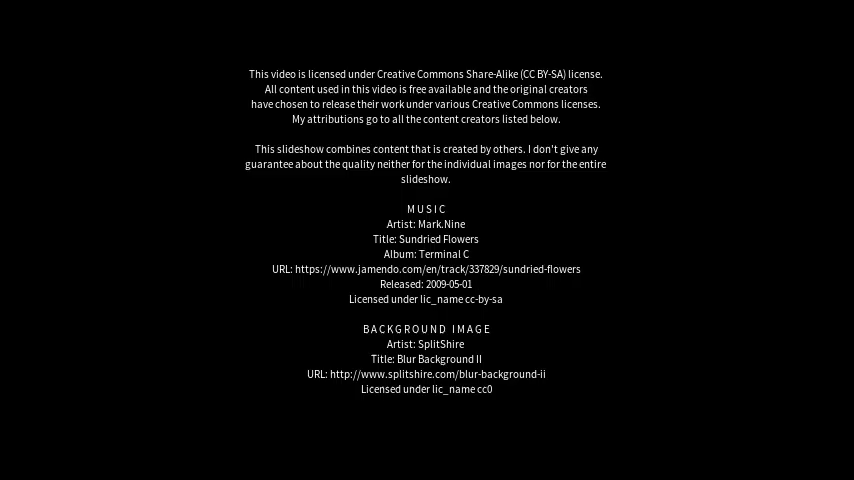 This video is licensed under Creative Commons Share-Alike (CC BY-SA) license.
All content used in this video is free available and the original creators
have chosen to release their work under various Creative Commons licenses.
My attributions go to all the content creators listed below.
This slideshow combines content that is created by others. I don't give any
guarantee about the quality neither for the individual images nor for the entire
slideshow.
MUSIC
Artist: Mark.Nine
Title: Sundried Flowers
Album: Terminal C
URL: https://www.jamendo.com/en/track/337829/sundried-flowers
Released: 2009-05-01
Licensed under lic_name cc-by-sa
BACKGROUND IMAGE
Artist: SplitShire
Title: Blur Background II
URL: http://www.splitshire.com/blur-background-ii
Licensed under lic_name cc0